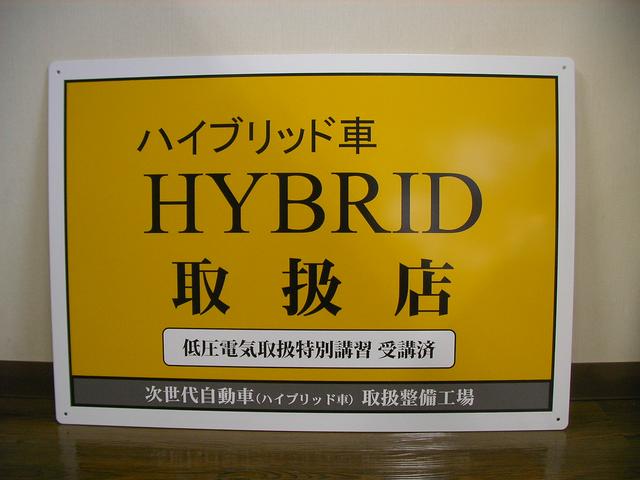 ハイブリッド車
HYBRID
取扱店
低圧電気取扱特別講習 受講済
次世代自動車(ハイブリッド車) 取扱整備工場